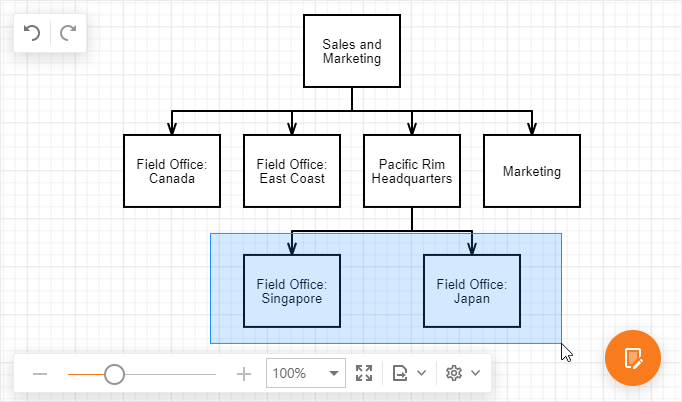 Sales and
Marketing
Field Office:
Canada
Field Office:
East Coast
Pacific Rim
Headquarters
Marketing
Field Office:
Singapore
Field Office:
Japan
100%